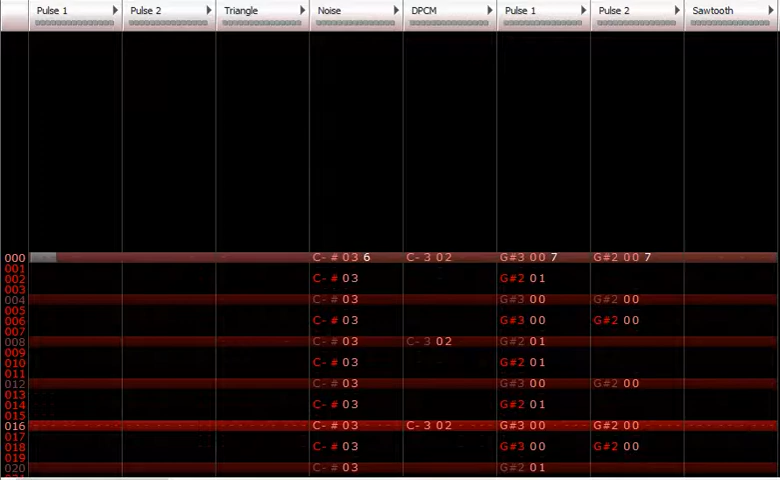 Pulse 1 Pulse 2 Triangle Noise DPCM Pulse 1 Pulse 2 Sawtooth
000 C-# 03 6 C-3 02 G#3 00 7 G#2 00 7
001
002 C-# 03 G#2 01
003
004 C-# 03 G#3 00 G#2 00
005
006 C-# 03 G#3 00 G#2 00
007
008 C-# 03 C-3 02 G#2 01
009
010 C-# 03 G#2 01
011
012 C-# 03 G#3 00 G#2 00
013
014 C-# 03 G#2 01
015
016 C-# 03 C-3 02 G#3 00 G#2 00
017
018 C-# 03 G#3 00 G#2 00
019
020 C-# 03 G#2 01